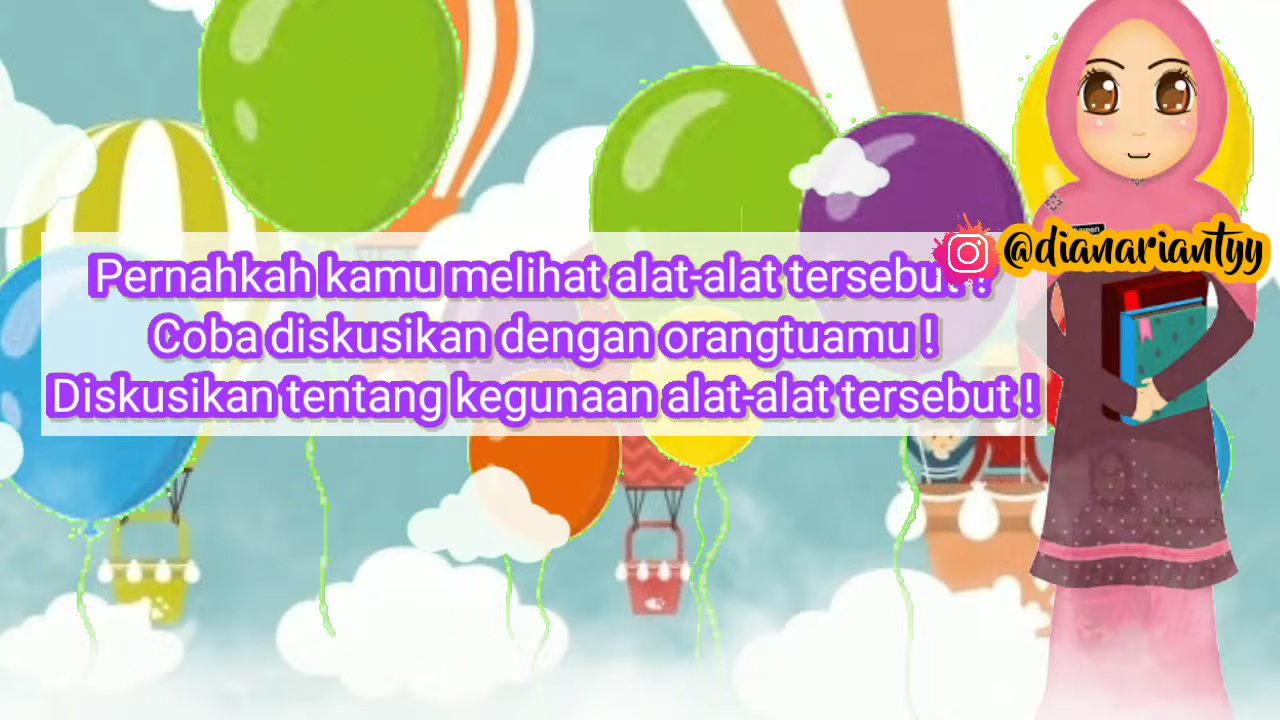 Pernahkah kamu melihat alat-alat tersebut ?
Coba diskusikan dengan orangtuamu !
Diskusikan tentang kegunaan alat-alat tersebut !
@dianariantyy